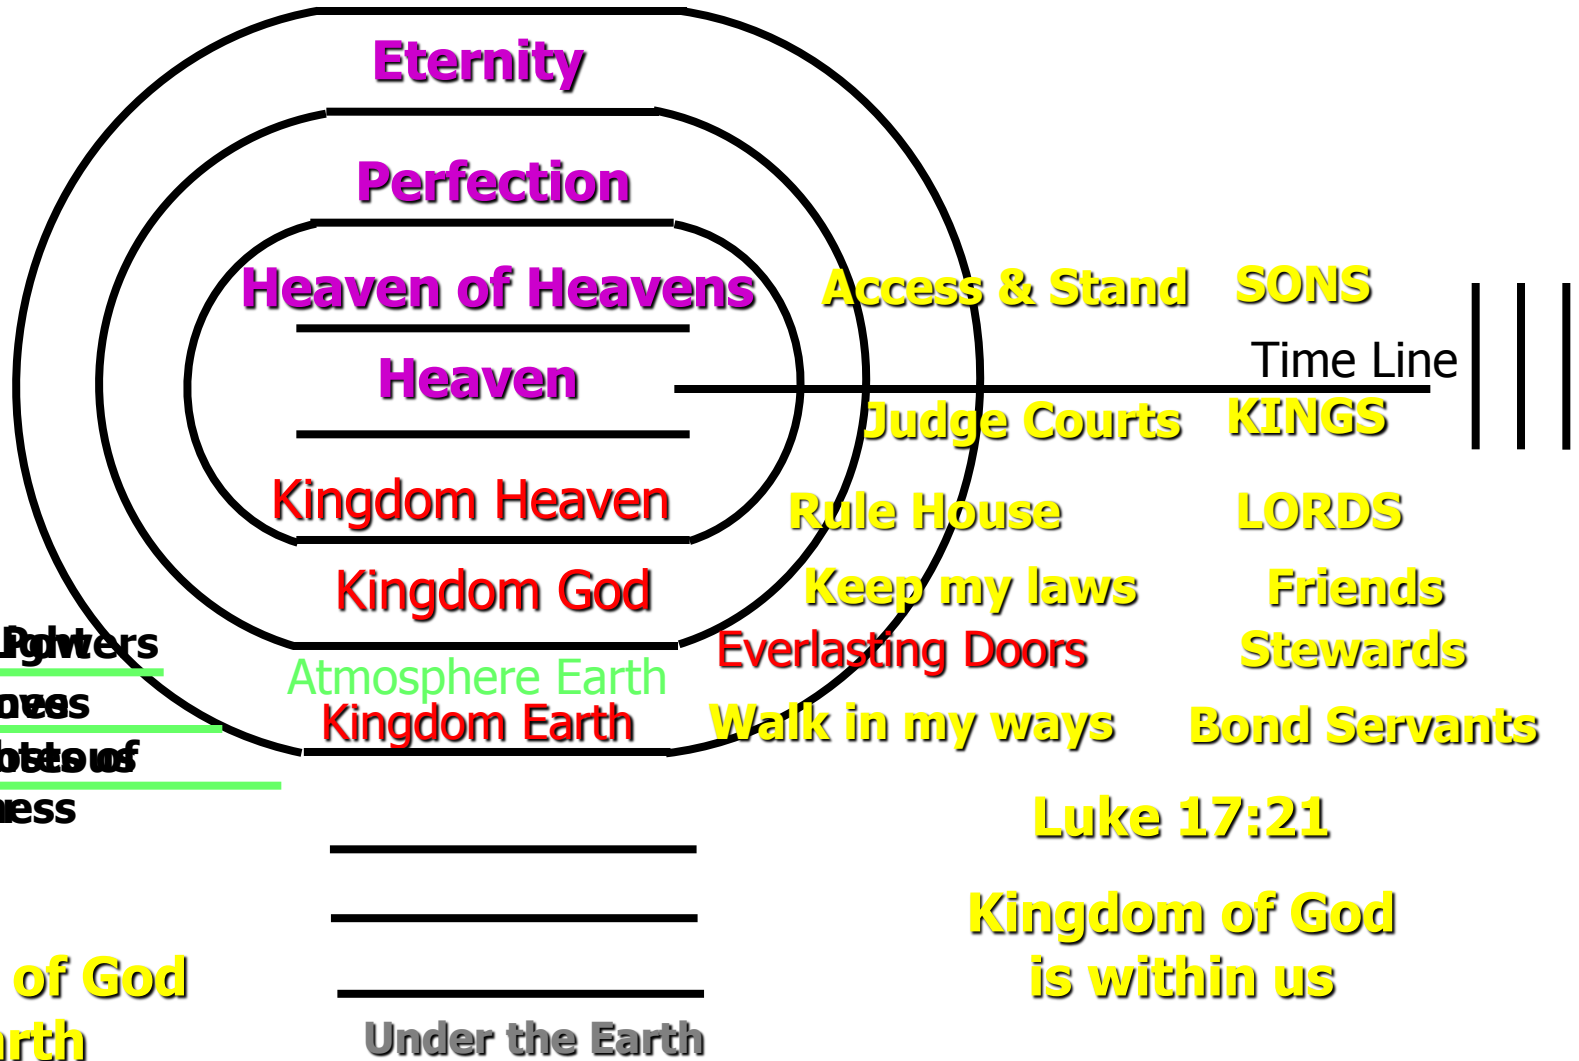 Eternity
Perfection
Heaven of Heavens
Access & Stand
SONS
Time Line
Heaven
Judge Courts
KINGS
Kingdom Heaven
Rule House
LORDS
Kingdom God
Keep my laws
Friends
Everlasting Doors
Stewards
Atmosphere Earth
Kingdom Earth
Walk in my ways
Bond Servants
Luke 17:21
Kingdom of God
is within us
of God
Under the Earth